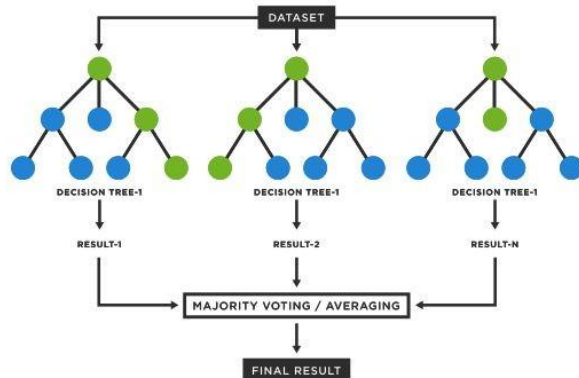 DATASET
DECISION TREE-1
DECISION TREE-1
DECISION TREE-1
RESULT-1
RESULT-2
RESULT-N
MAJORITY VOTING / AVERAGING
FINAL RESULT